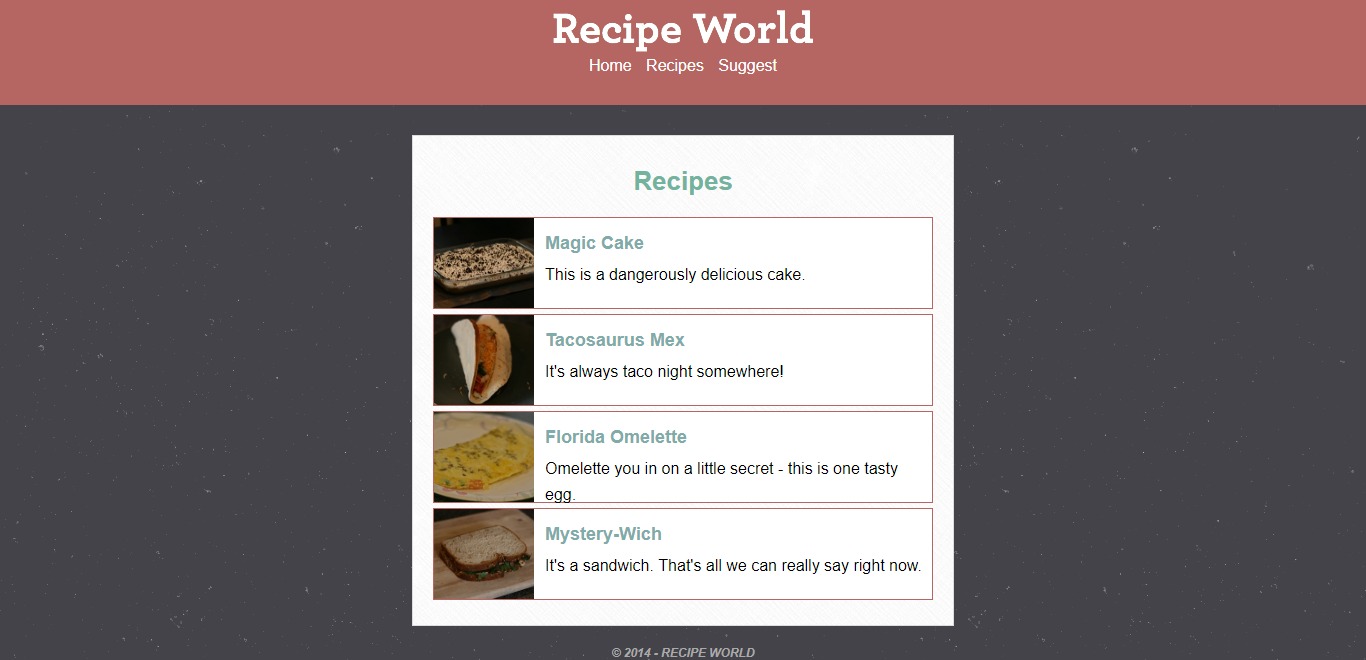 Recipe World
Home Recipes Suggest
Recipes
Magic Cake
This is a dangerously delicious cake.
Tacosaurus Mex
It's always taco night somewhere!
Florida Omelette
Omelette you in on a little secret - this is one tasty
egg.
Mystery-Wich
It's a sandwich. That's all we can really say right now.
© 2014 - RECIPE WORLD